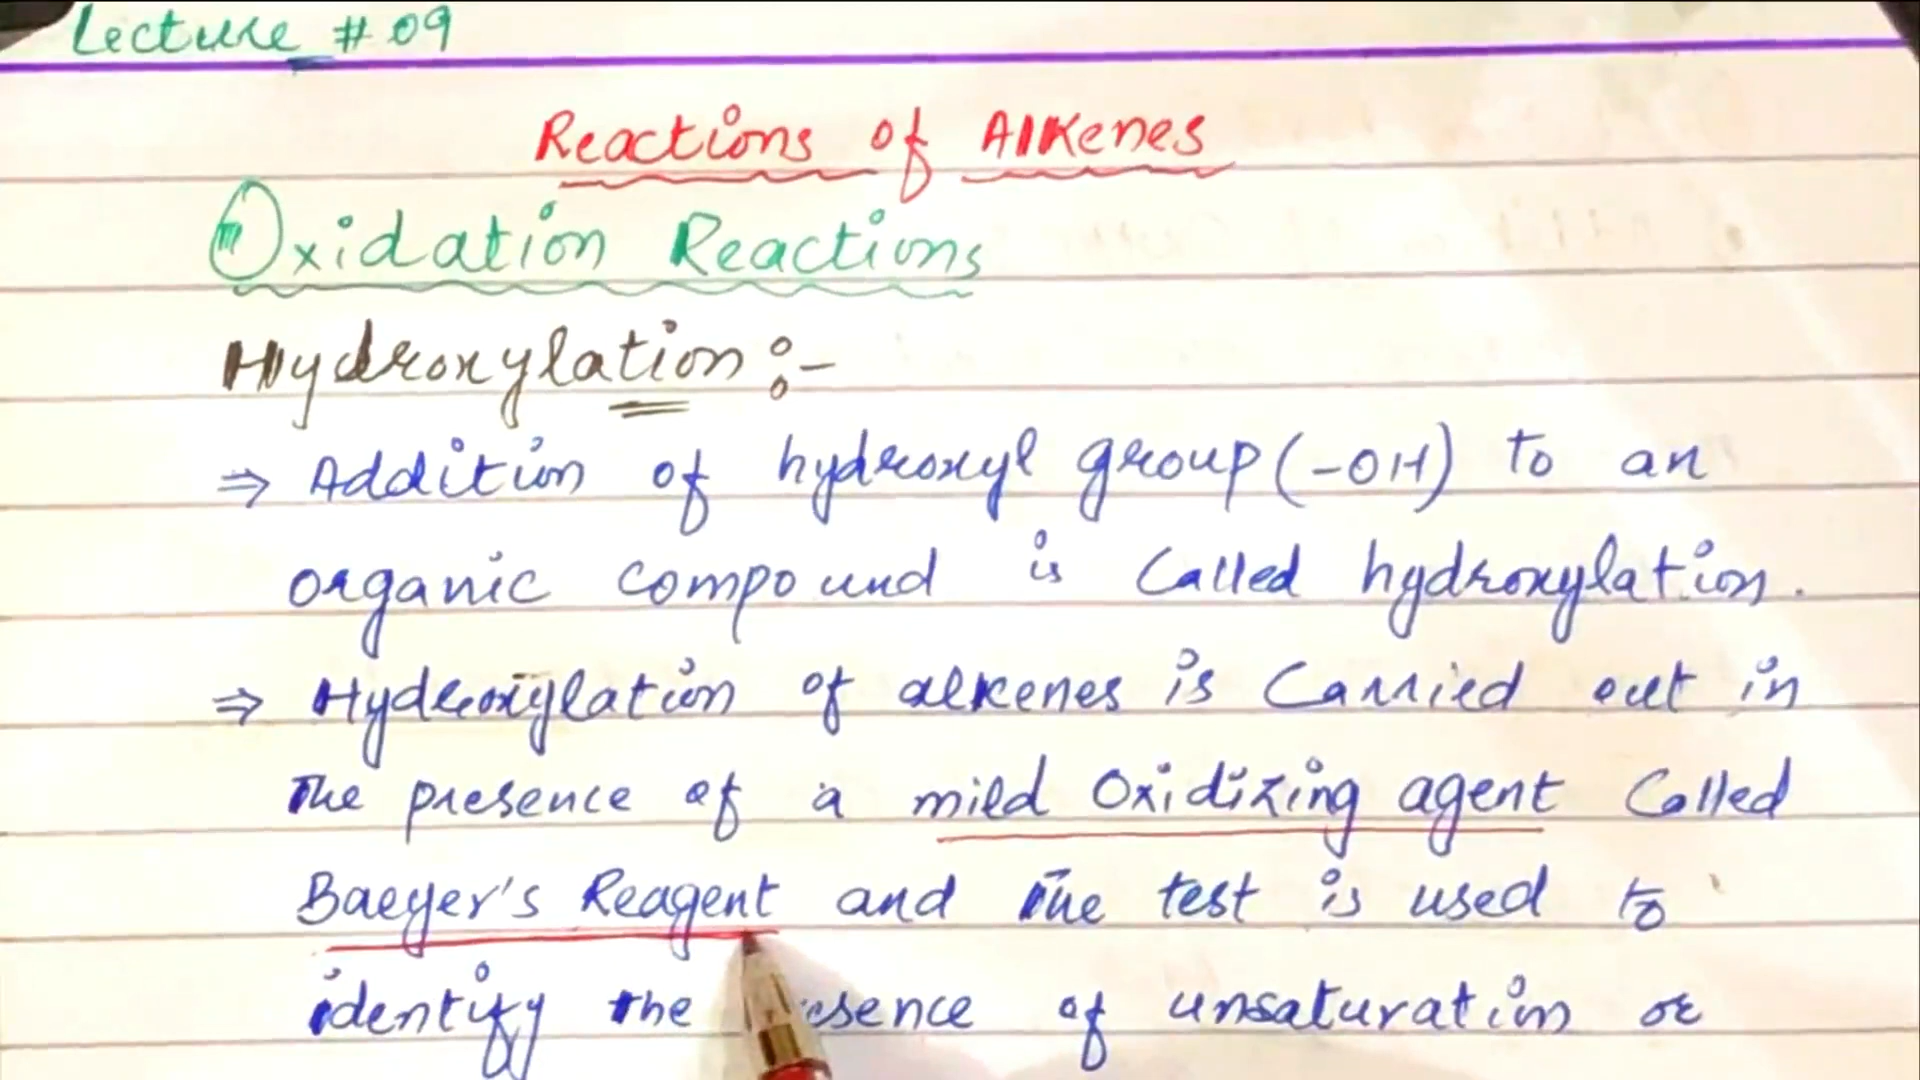 Lecture # 09
Reactions of Alkenes
Oxidation Reactions
Hydroxylation :-
⇒ Addition of hydroxyl group (-OH) to an
organic compound is Called hydroxylation.
⇒ Hydroxylation of alkenes is Carried out in
The presence of a mild Oxidizing agent Called
Baeyer's Reagent and The test is used to
identify the of unsaturation or